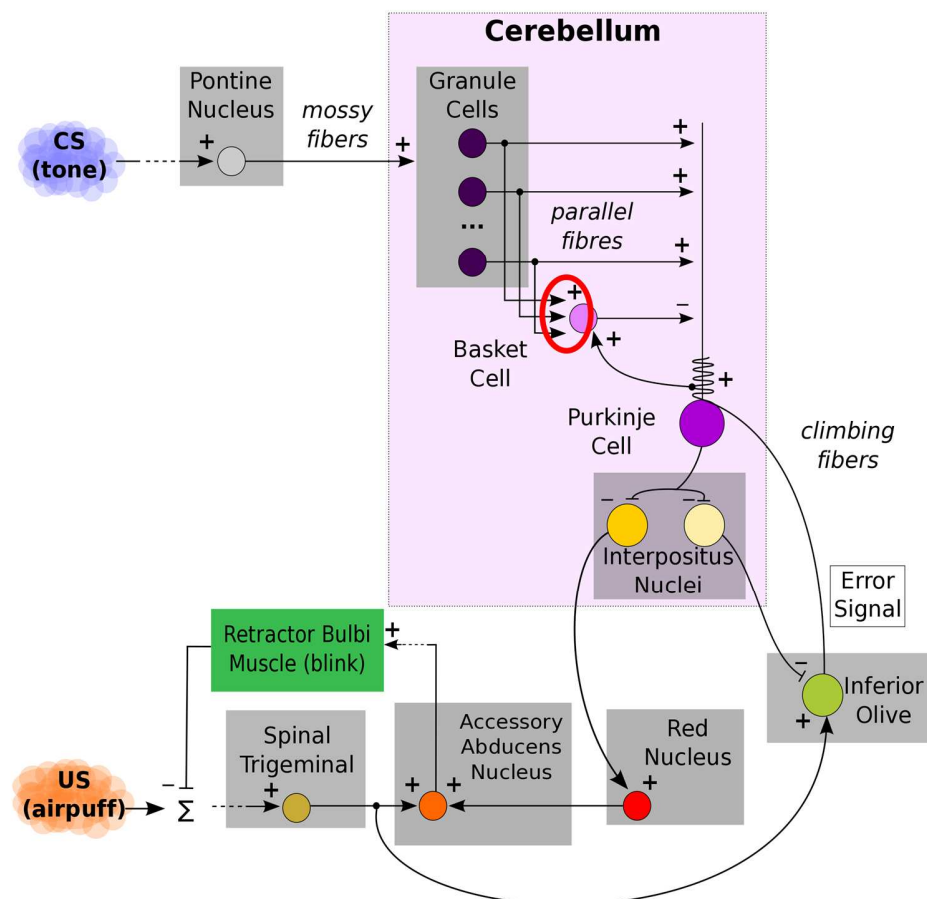 Cerebellum
Pontine
Nucleus
mossy
fibers
Granule
Cells
CS
(tone)
+
+
+
+
...
parallel
fibres
+
+
−
Basket
Cell
+
+
Purkinje
Cell
climbing
fibers
−
−
Interpositus
Nuclei
Error
Signal
Retractor Bulbi
Muscle (blink)
+
−
Inferior
Olive
+
Spinal
Trigeminal
Accessory
Abducens
Nucleus
Red
Nucleus
US
(airpuff)
−
Σ
+
+
+
+